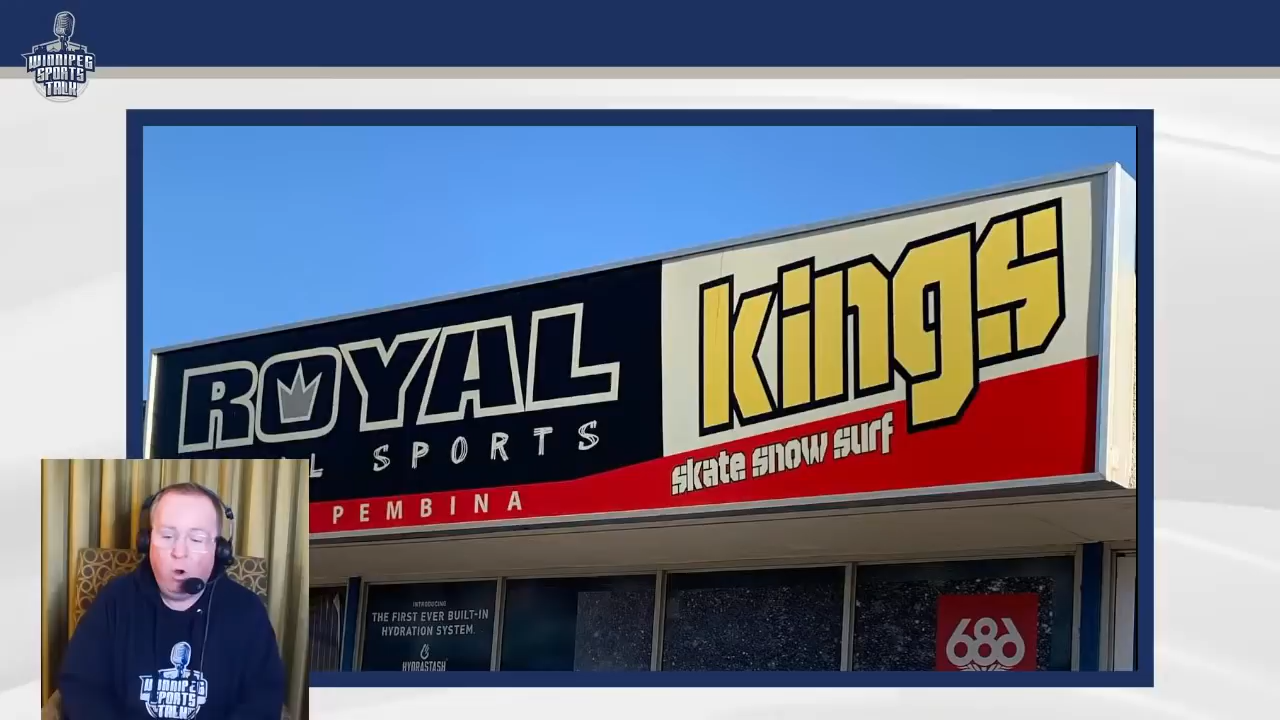 WINNIPEG
SPORTS
TALK
ROYAL
SPORTS
PEMBINA
kings
skate snow surf
INTRODUCING
THE FIRST EVER BUILT-IN
HYDRATION SYSTEM.
HYDRASTASH
686
WINNIPEG
SPORTS
TALK